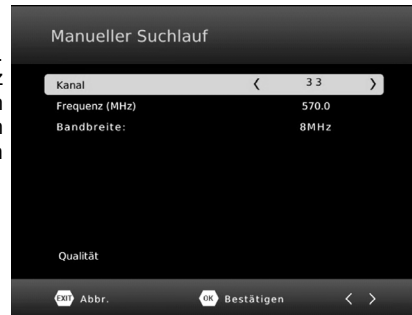 Manueller Suchlauf
Kanal 33
Frequenz (MHz) 570.0
Bandbreite: 8MHz
Qualität
EXIT Abbr. OK Bestätigen